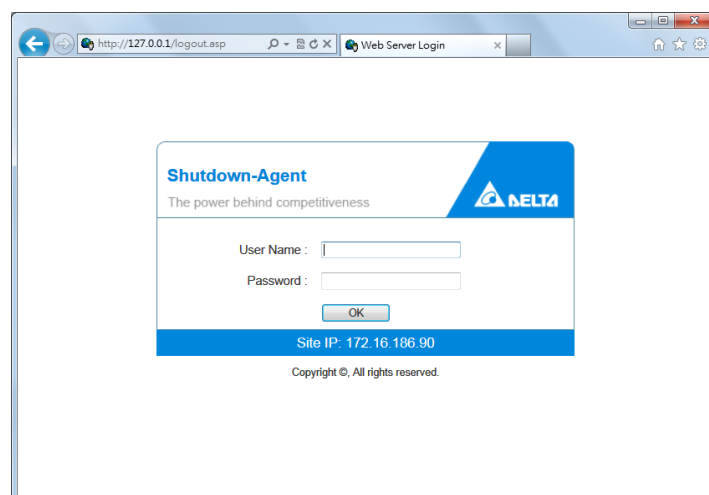 http://127.0.0.1/logout.asp
Web Server Login
Shutdown-Agent
The power behind competitiveness
DELTA
User Name :
Password :
OK
Site IP: 172.16.186.90
Copyright ©, All rights reserved.